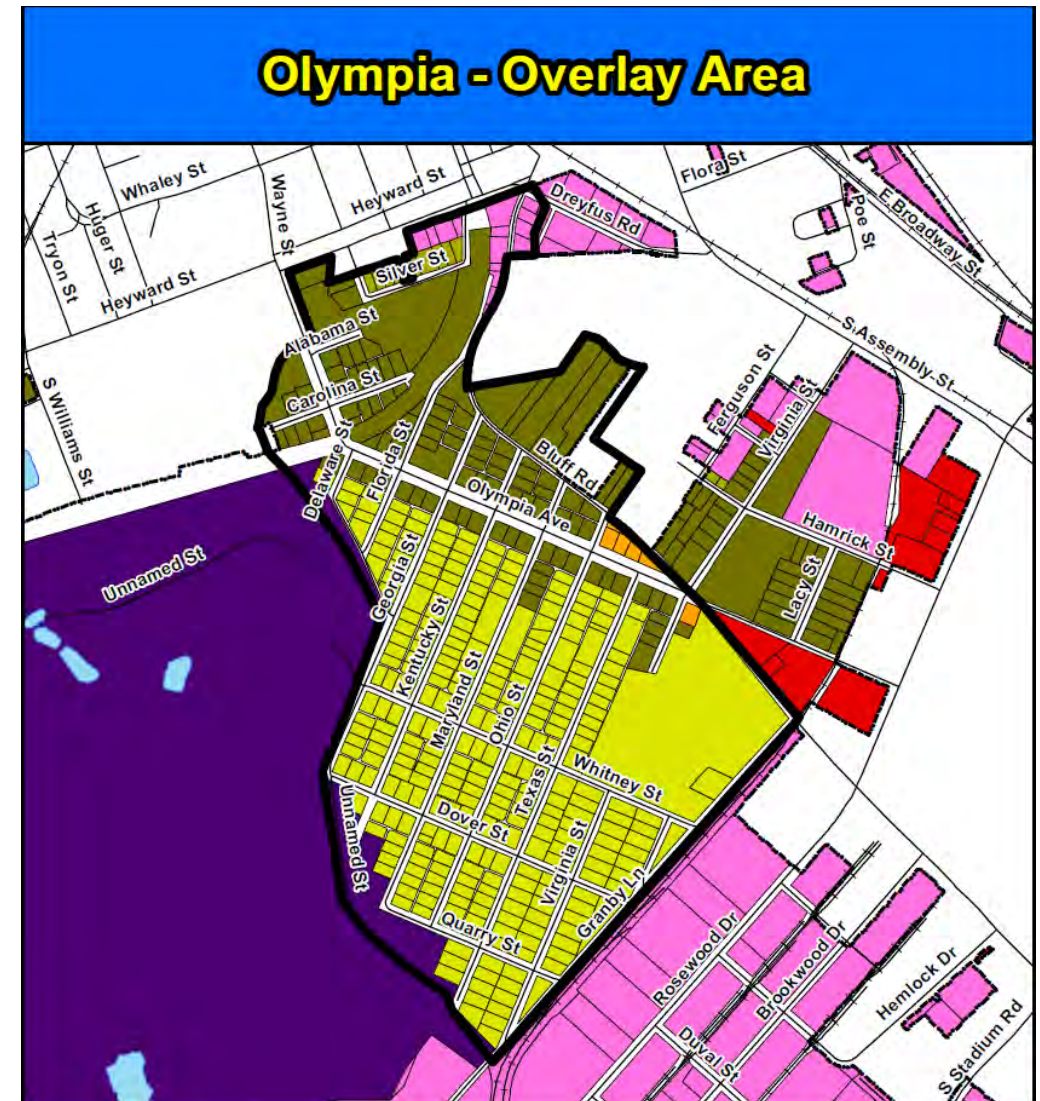 Olympia - Overlay Area
Whaley St
Wayne St
Heyward St
Flora St
Dreyfus Rd
E Broadway St
Poe St
Huger St
Tryon St
Heyward St
Silver St
Alabama St
S Assembly St
S Williams St
Carolina St
Ferguson St
Virginia St
Delaware St
Florida St
Bluff Rd
Olympia Ave
Hamrick St
Unnamed St
Georgia St
Lacy St
Kentucky St
Maryland St
Ohio St
Whitney St
Texas St
Unnamed St
Dover St
Virginia St
Granby Ln
Quarry St
Rosewood Dr
Brookwood Dr
Hemlock Dr
Duval St
S Stadium Rd